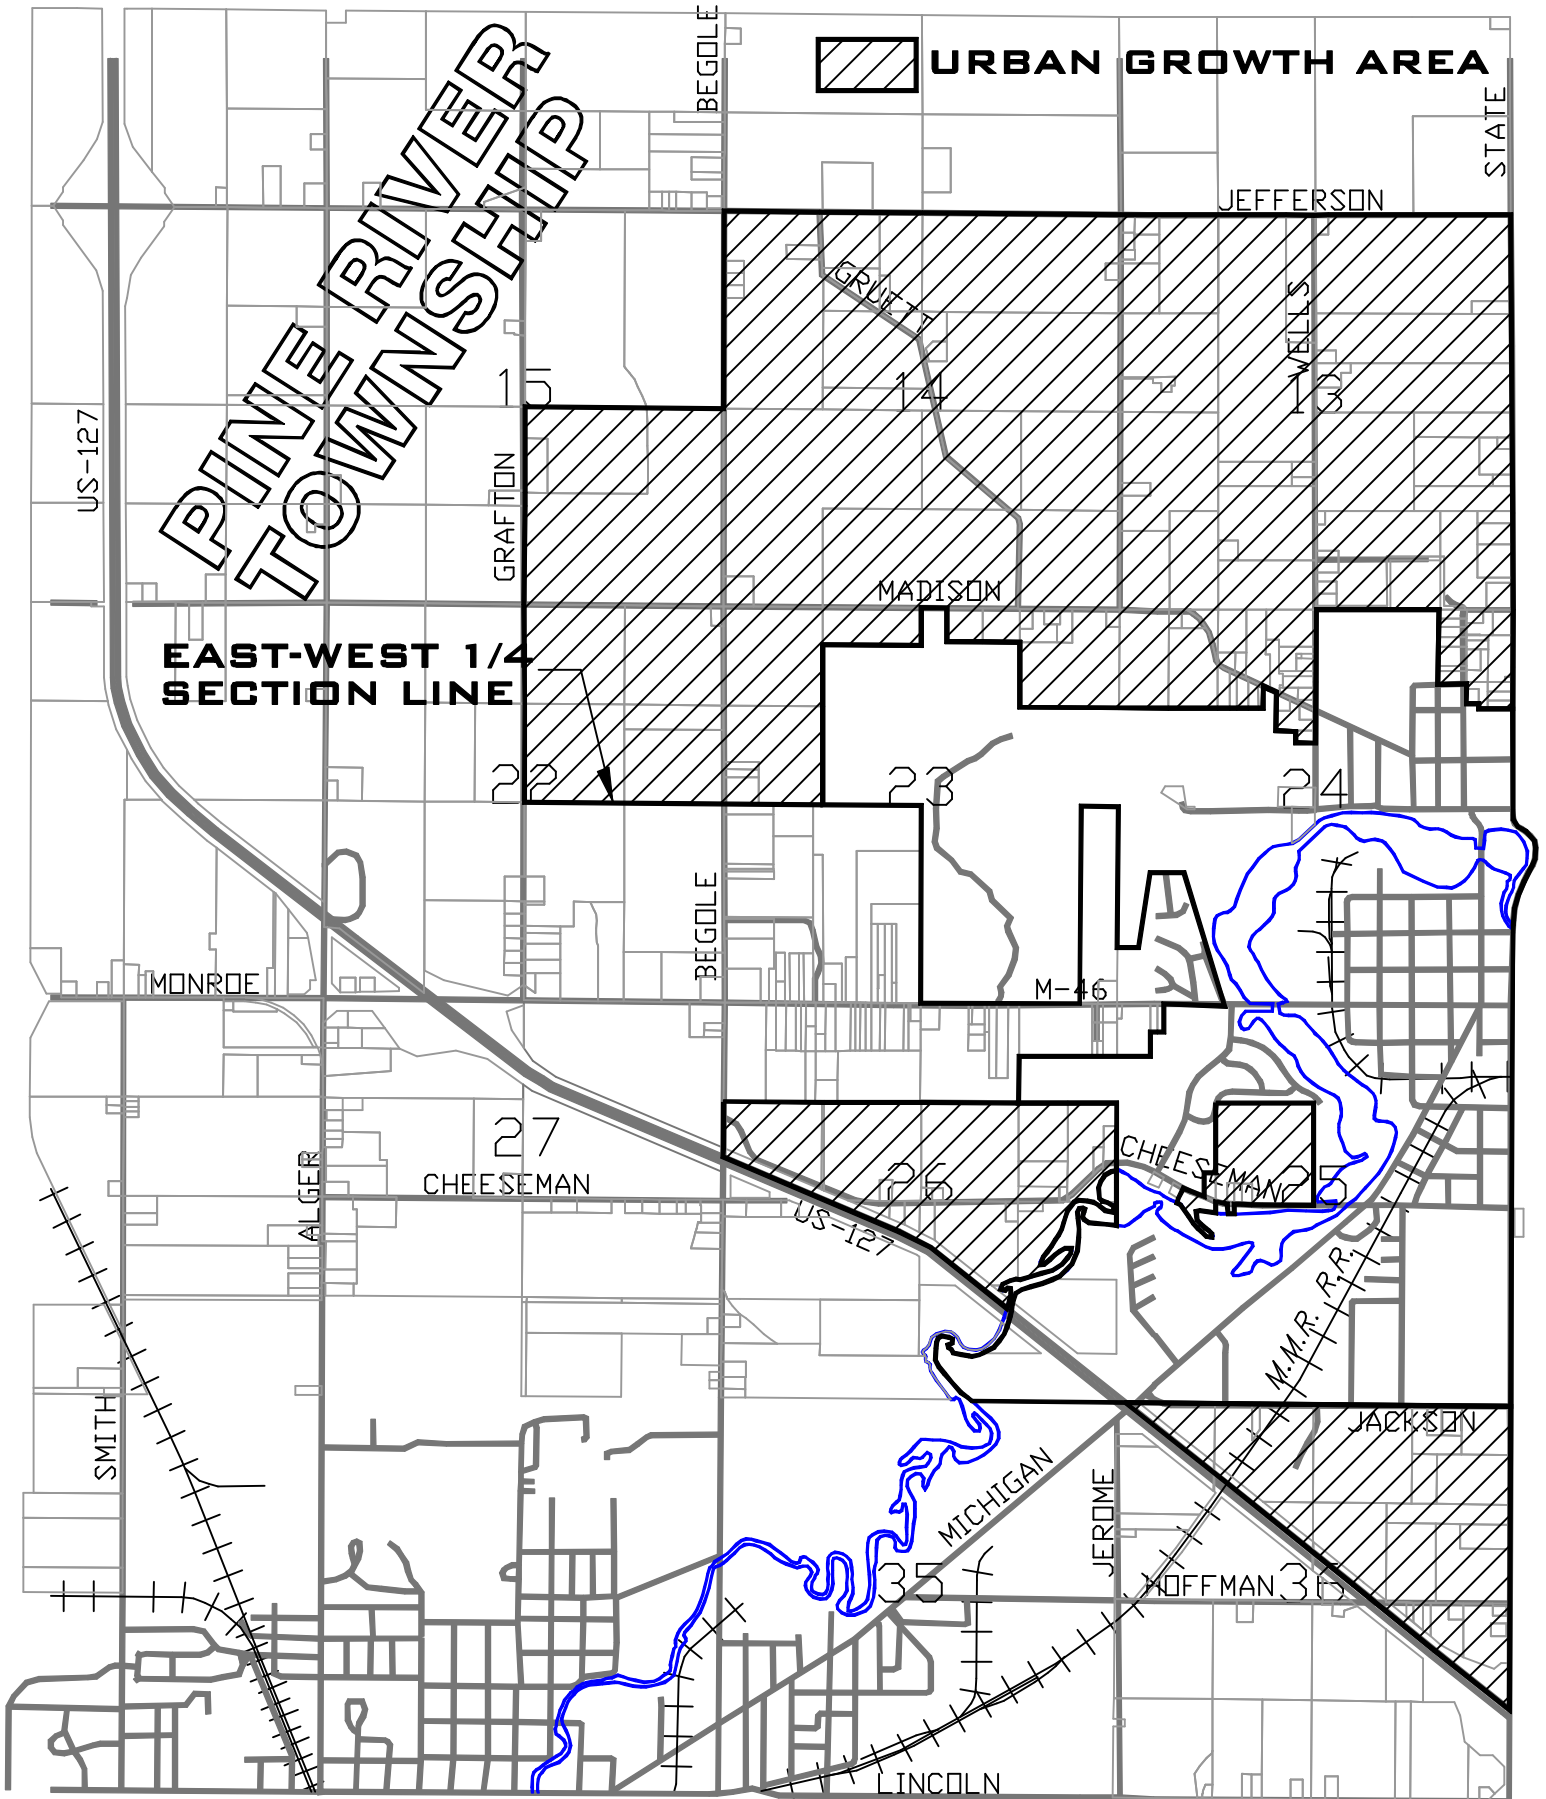 BEGOLE
URBAN GROWTH AREA
STATE
PINE RIVER
TOWNSHIP
JEFFERSON
GRUETT
WELLS
15
14
13
US-127
GRAFTON
MADISON
EAST-WEST 1/4
SECTION LINE
22
23
24
BEGOLE
MONROE
M-46
27
26
25
ALGER
CHEESEMAN
CHEESEMAN
US-127
M.M.R. R.R.
SMITH
JACKSON
MICHIGAN
JEROME
35
HOFFMAN
36
LINCOLN